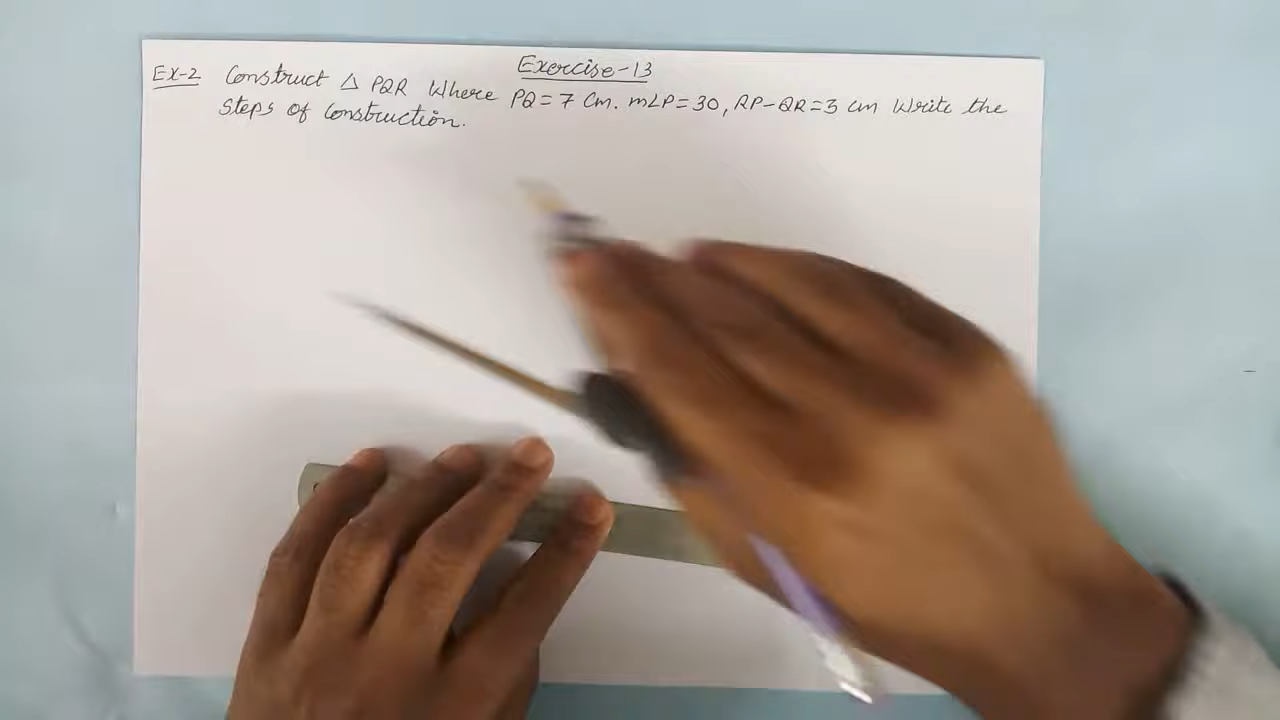 Exercise-13
Ex-2 Construct △ PQR Where PQ = 7 Cm. m∠P = 30, RP - QR = 3 cm Write the
Steps of Construction.